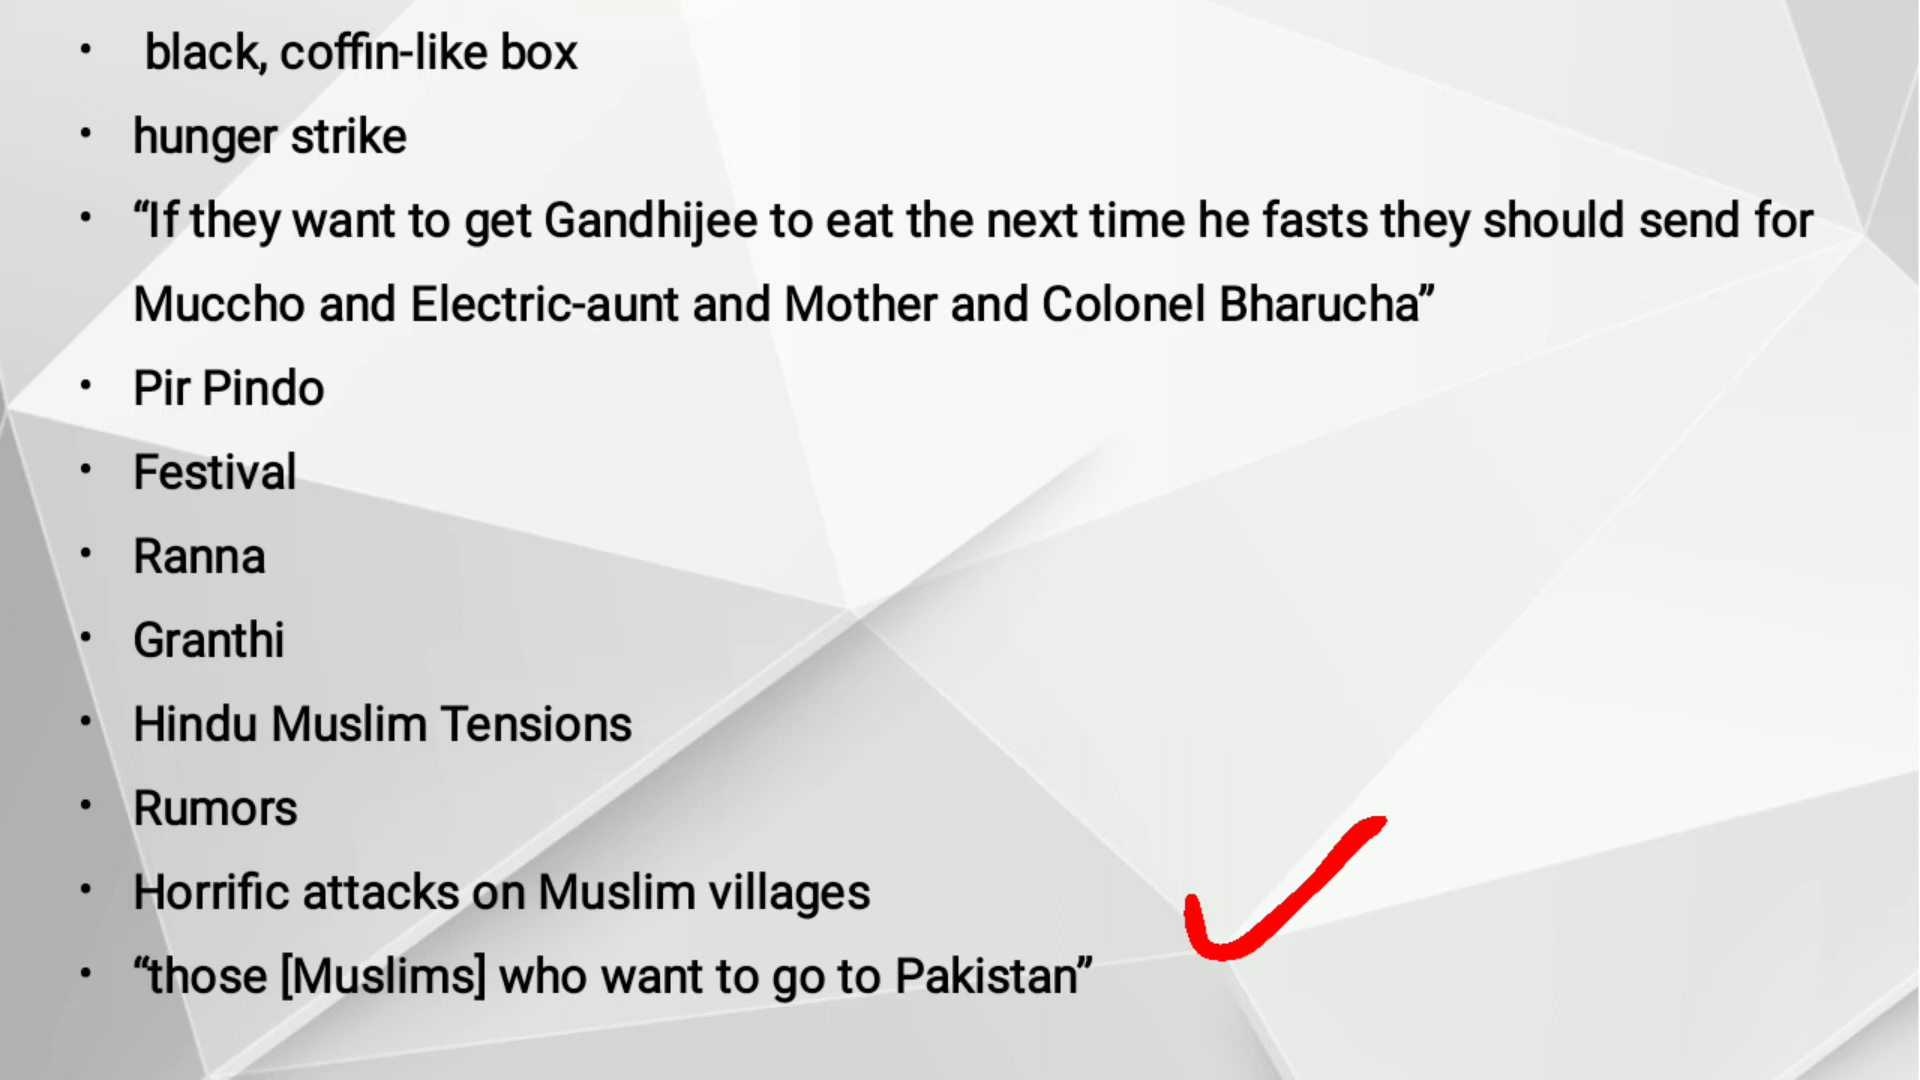 • black, coffin-like box
• hunger strike
• “If they want to get Gandhijee to eat the next time he fasts they should send for
Muccho and Electric-aunt and Mother and Colonel Bharucha”
• Pir Pindo
• Festival
• Ranna
• Granthi
• Hindu Muslim Tensions
• Rumors
• Horrific attacks on Muslim villages
• “those [Muslims] who want to go to Pakistan”